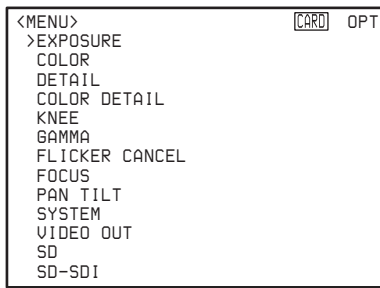 <MENU> CARD OPT
>EXPOSURE
COLOR
DETAIL
COLOR DETAIL
KNEE
GAMMA
FLICKER CANCEL
FOCUS
PAN TILT
SYSTEM
VIDEO OUT
SD
SD-SDI